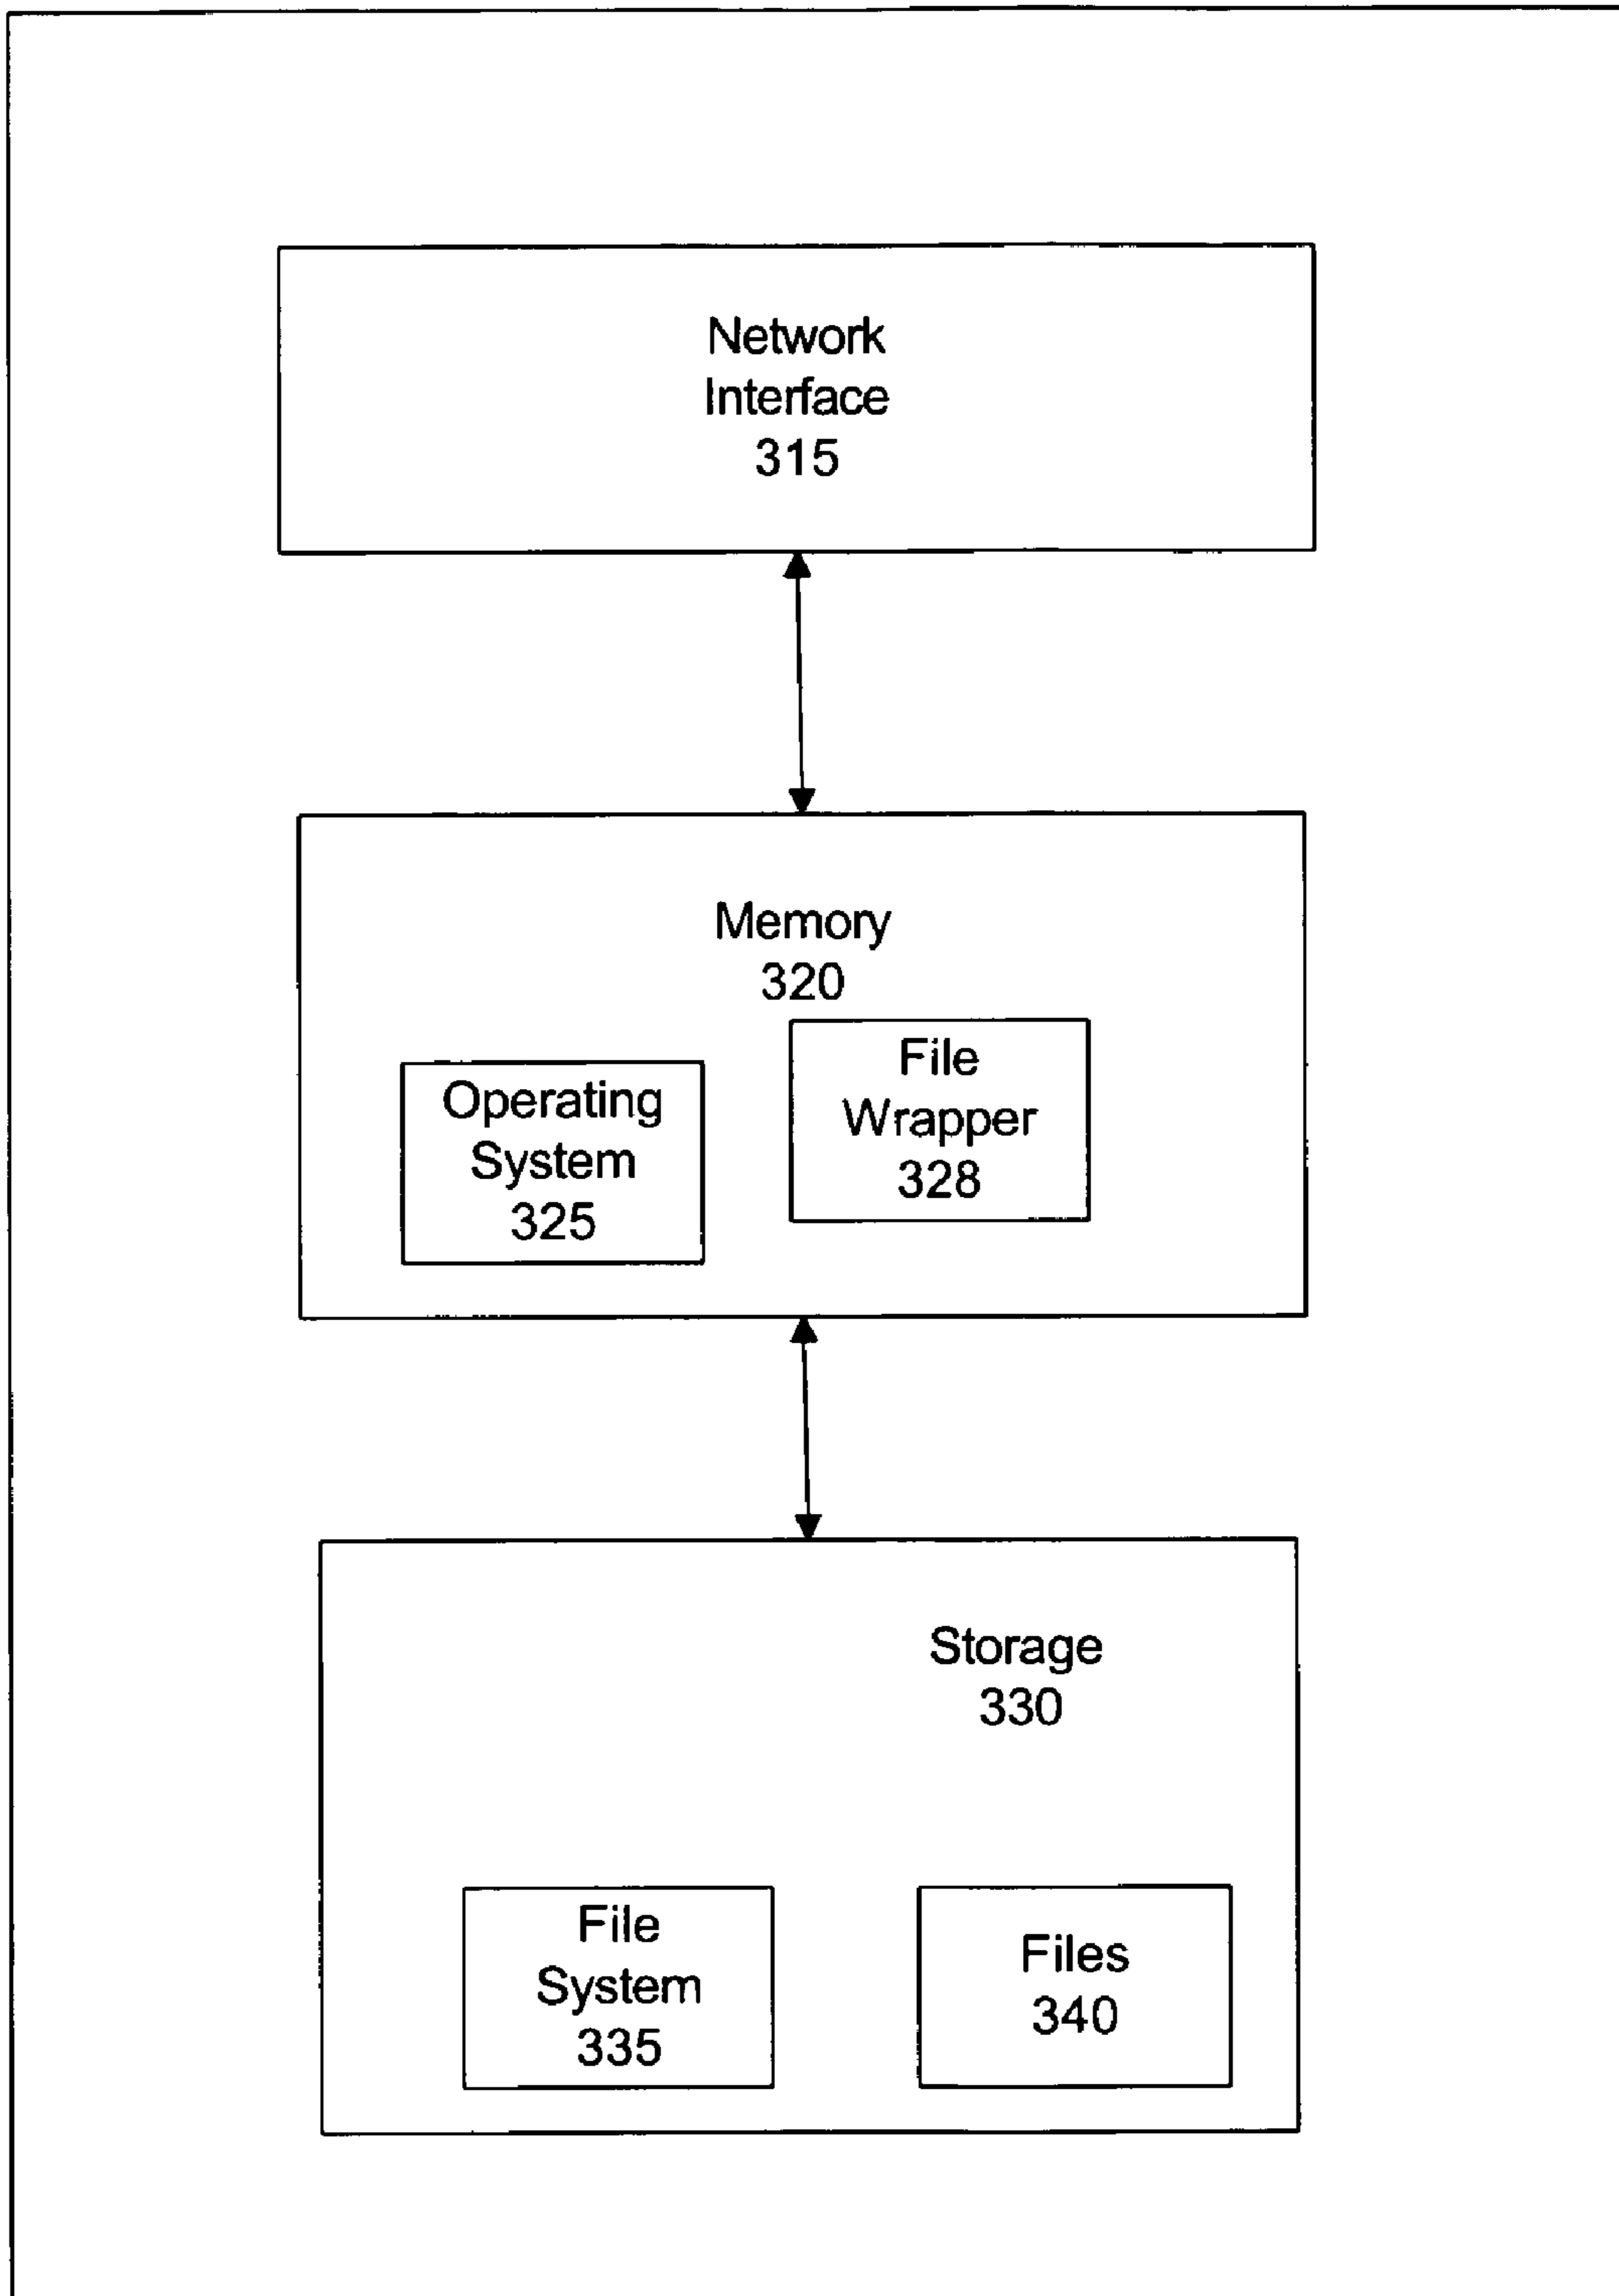 Network
Interface
315
Memory
320
File
Wrapper
328
Operating
System
325
Storage
330
File
System
335
Files
340